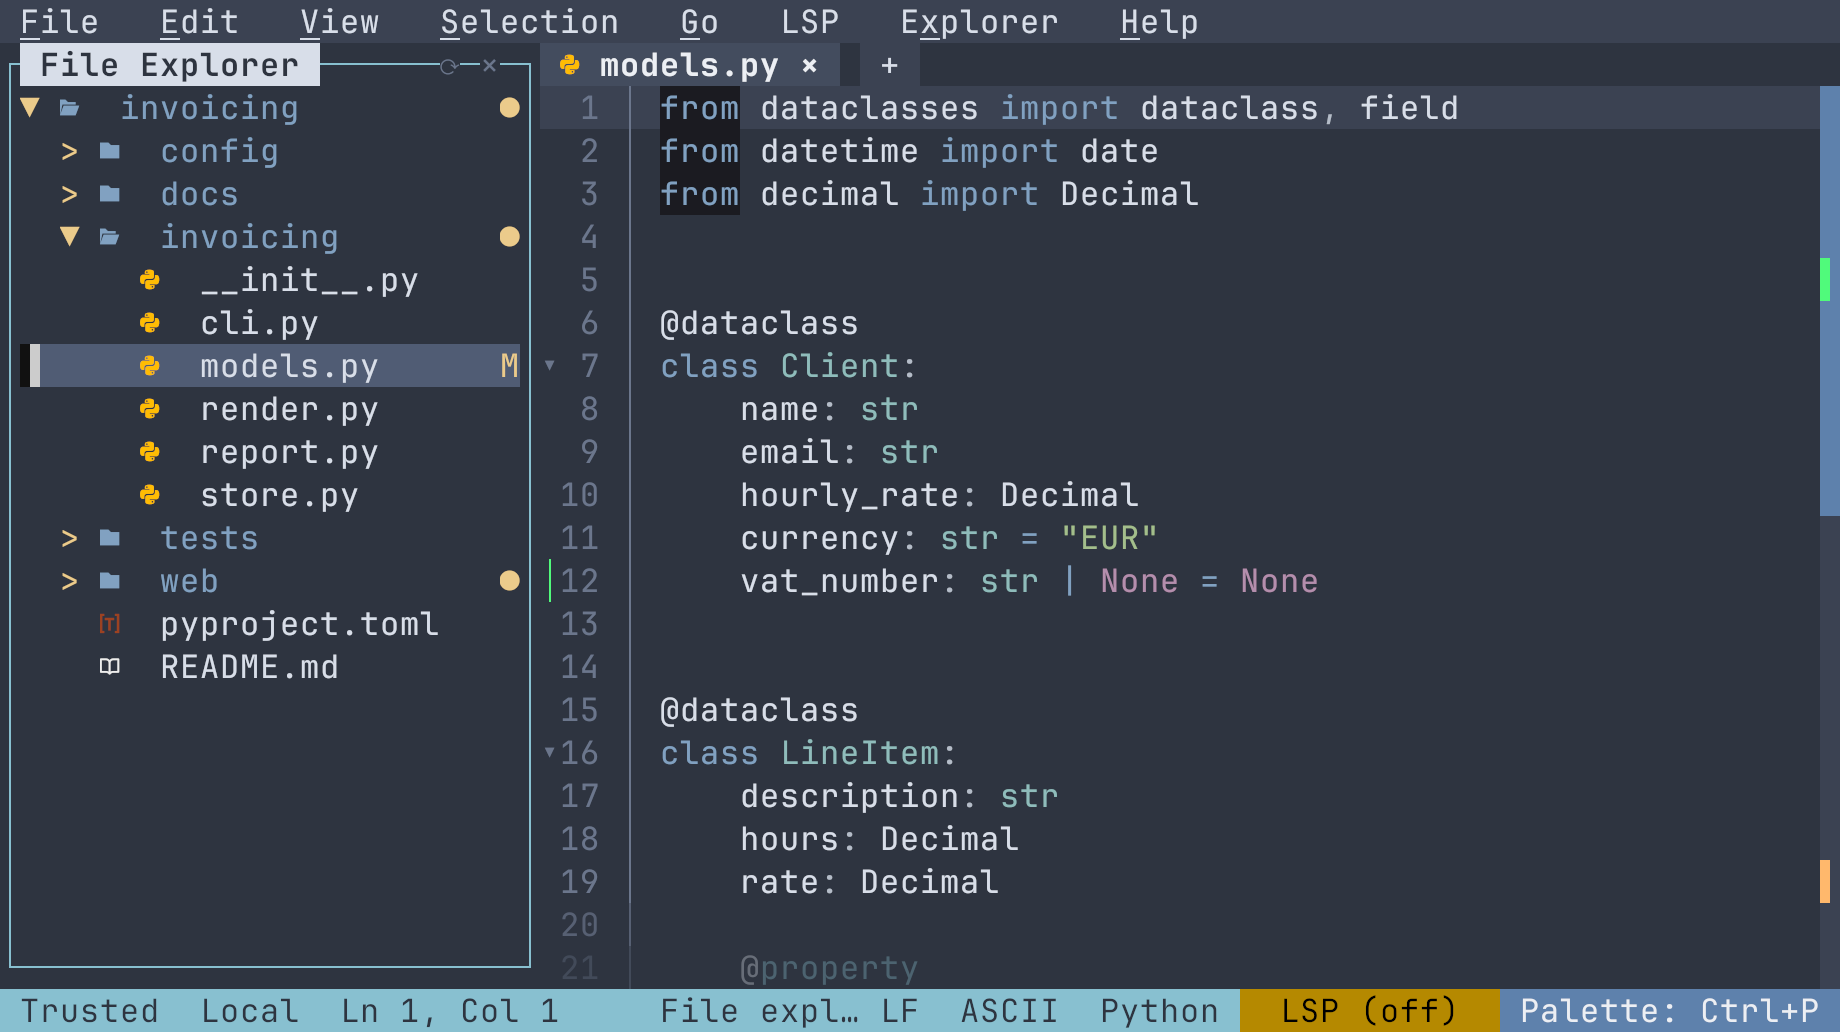 File Edit View Selection Go LSP Explorer Help
File Explorer ⟳ × models.py × +
▼ invoicing ●
> config
> docs
▼ invoicing ●
__init__.py
cli.py
models.py M
render.py
report.py
store.py
> tests
> web ●
[T] pyproject.toml
README.md
1 from dataclasses import dataclass, field
2 from datetime import date
3 from decimal import Decimal
4
5
6 @dataclass
▾ 7 class Client:
8 name: str
9 email: str
10 hourly_rate: Decimal
11 currency: str = "EUR"
12 vat_number: str | None = None
13
14
15 @dataclass
▾ 16 class LineItem:
17 description: str
18 hours: Decimal
19 rate: Decimal
20
21 @property
Trusted Local Ln 1, Col 1 File expl… LF ASCII Python LSP (off) Palette: Ctrl+P